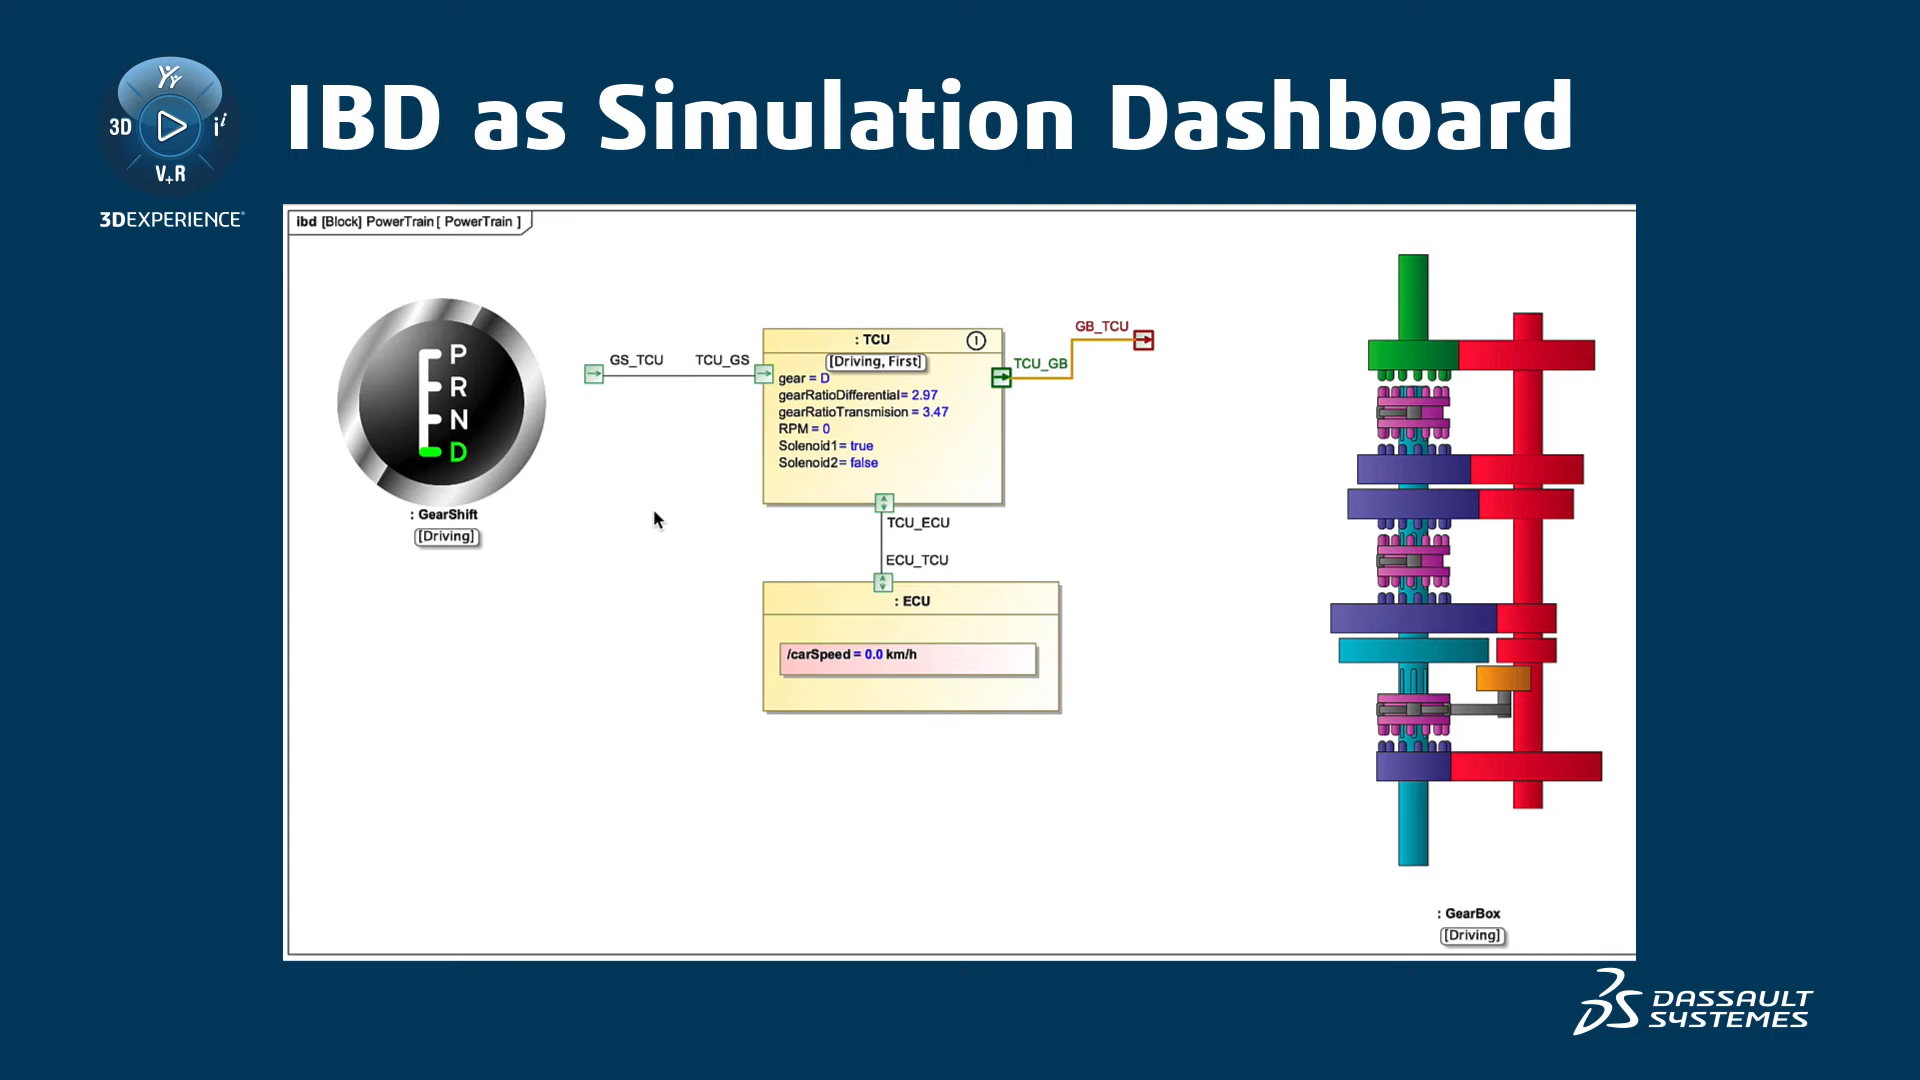 IBD as Simulation Dashboard
3D
V+R
3DEXPERIENCE
ibd [Block] PowerTrain [ PowerTrain ]
P
R
N
D
: GearShift
[Driving]
GS_TCU
TCU_GS
: TCU
[Driving, First]
gear = D
gearRatioDifferential= 2.97
gearRatioTransmision = 3.47
RPM = 0
Solenoid1= true
Solenoid2= false
TCU_GB
GB_TCU
TCU_ECU
ECU_TCU
: ECU
/carSpeed = 0.0 km/h
: GearBox
[Driving]
DASSAULT
SYSTEMES